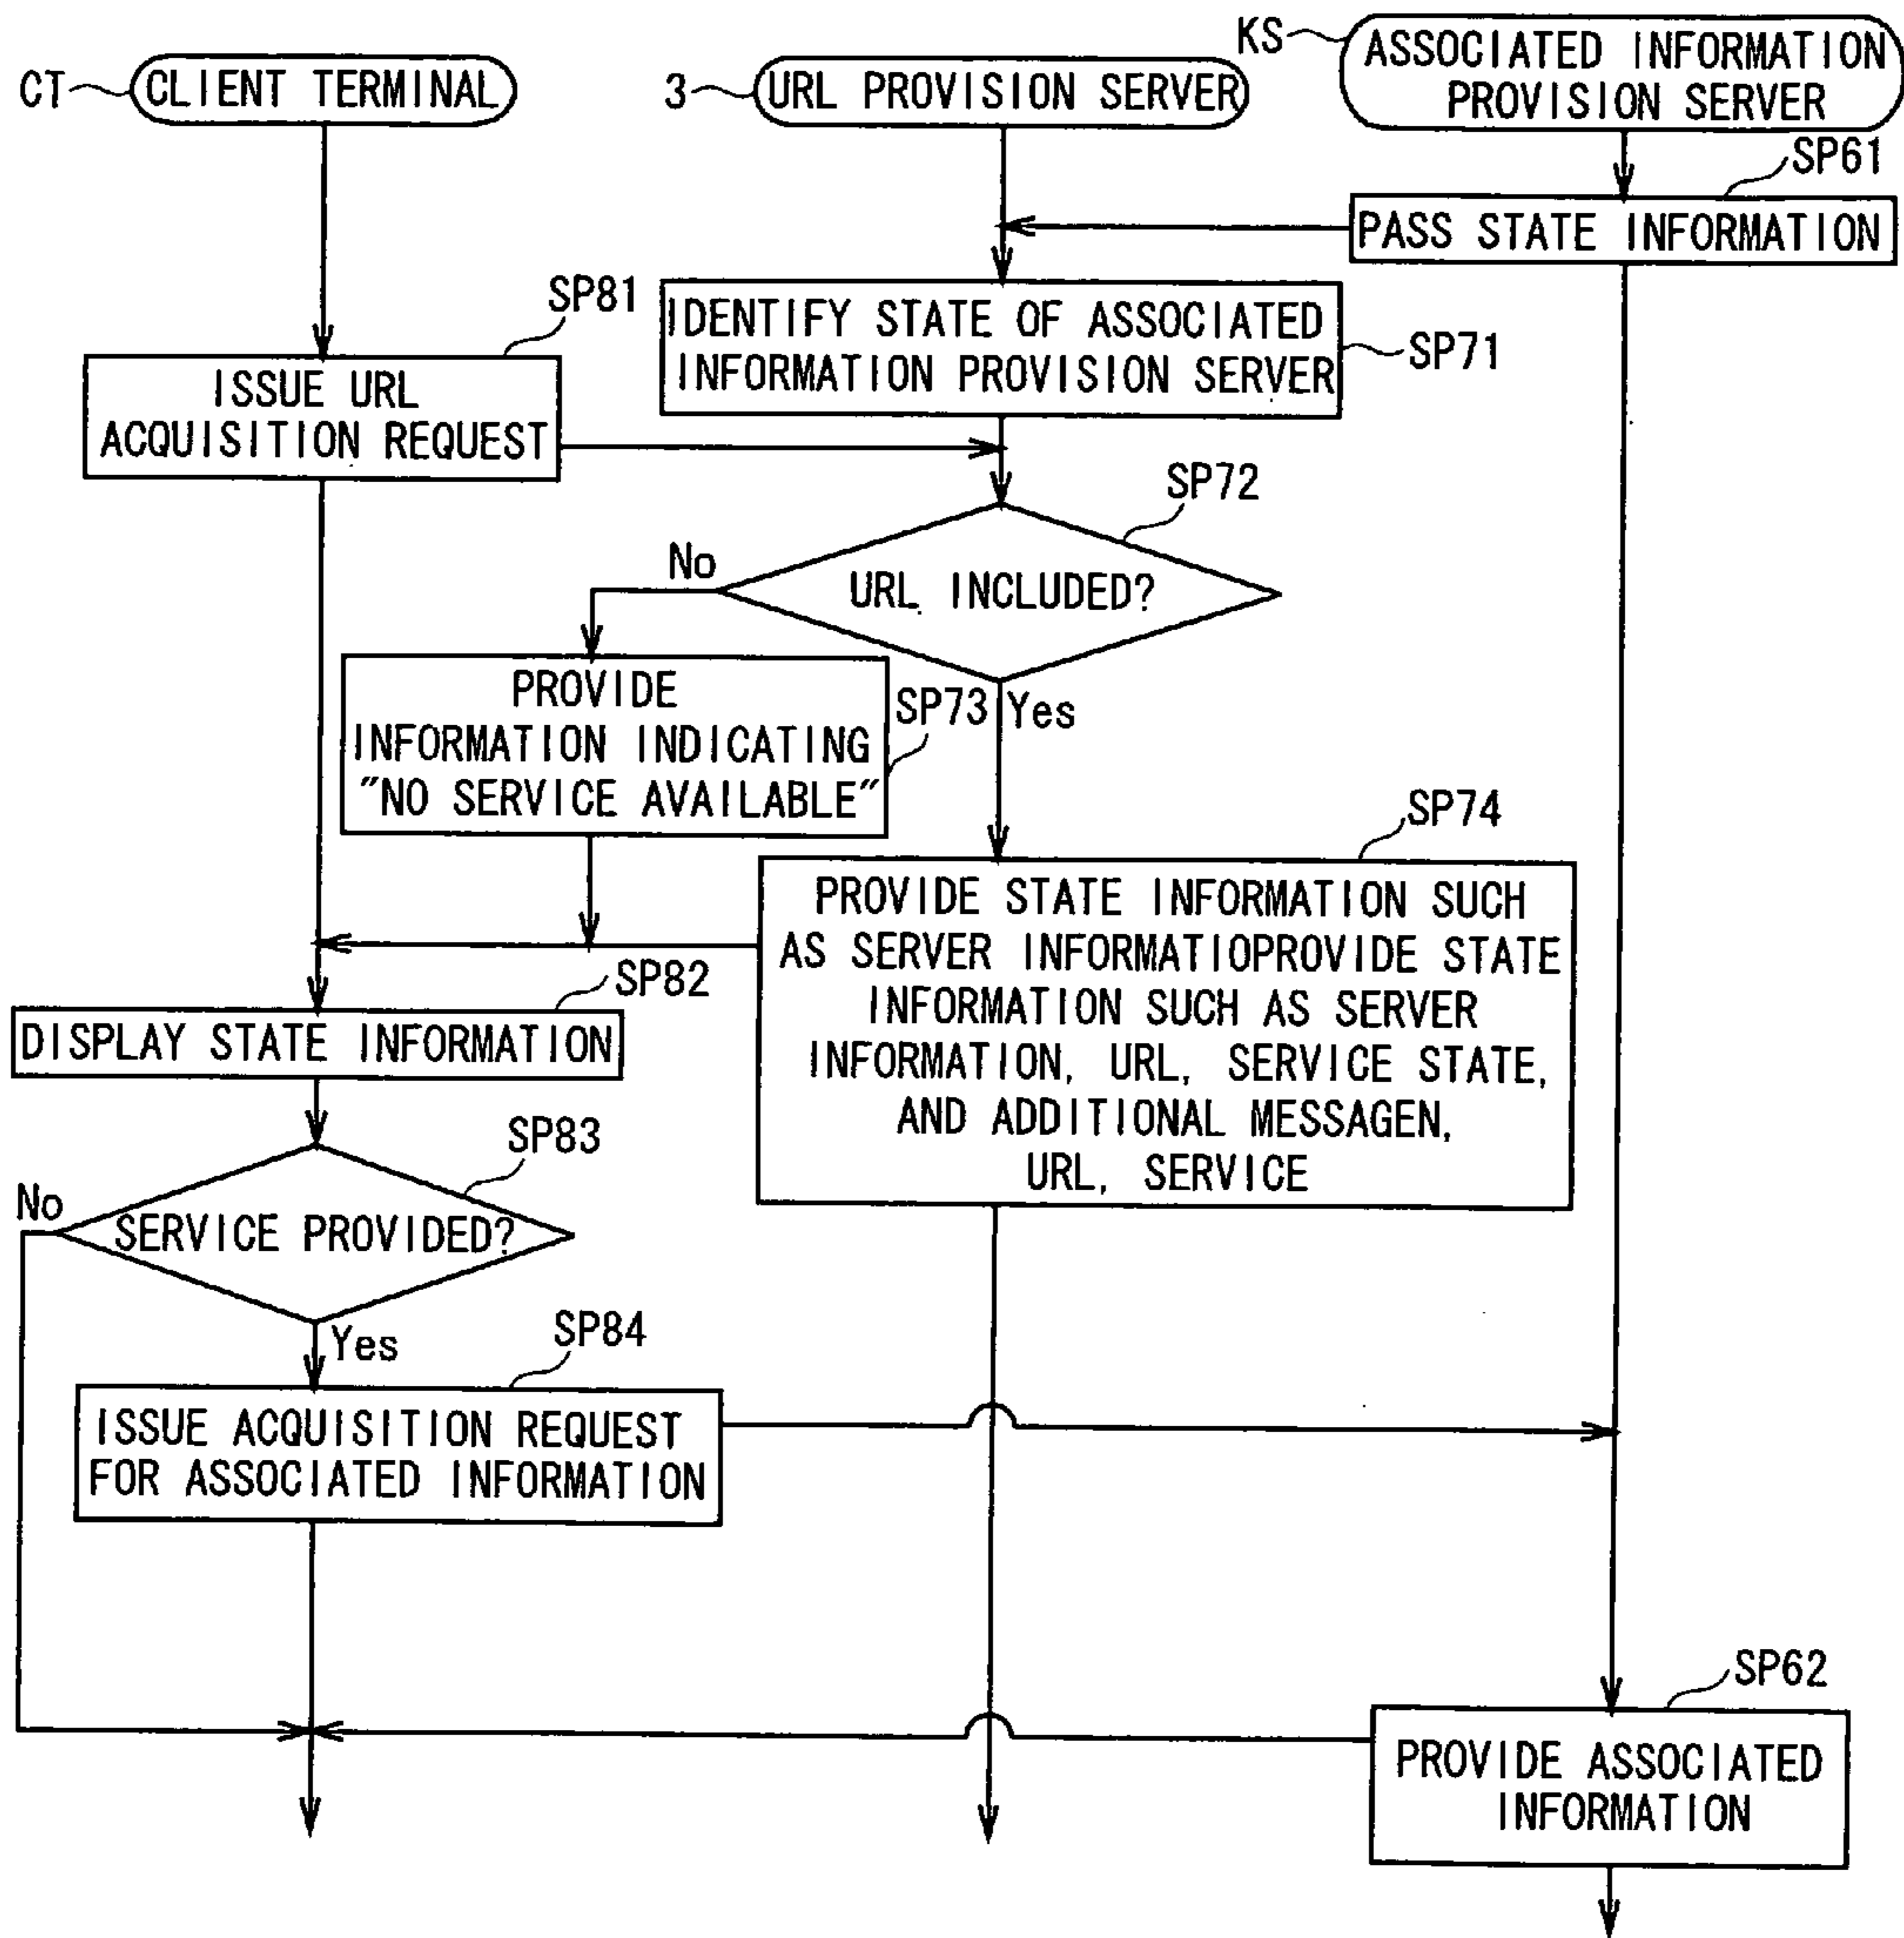 CT
CLIENT TERMINAL
3
URL PROVISION SERVER
KS
ASSOCIATED INFORMATION
PROVISION SERVER
SP61
PASS STATE INFORMATION
SP81
ISSUE URL
ACQUISITION REQUEST
IDENTIFY STATE OF ASSOCIATED
INFORMATION PROVISION SERVER
SP71
SP72
URL INCLUDED?
No
Yes
PROVIDE
INFORMATION INDICATING
"NO SERVICE AVAILABLE"
SP73
SP74
PROVIDE STATE INFORMATION SUCH
AS SERVER INFORMATIOPROVIDE STATE
INFORMATION SUCH AS SERVER
INFORMATION, URL, SERVICE STATE,
AND ADDITIONAL MESSAGEN,
URL, SERVICE
SP82
DISPLAY STATE INFORMATION
SP83
No
SERVICE PROVIDED?
Yes
SP84
ISSUE ACQUISITION REQUEST
FOR ASSOCIATED INFORMATION
SP62
PROVIDE ASSOCIATED
INFORMATION